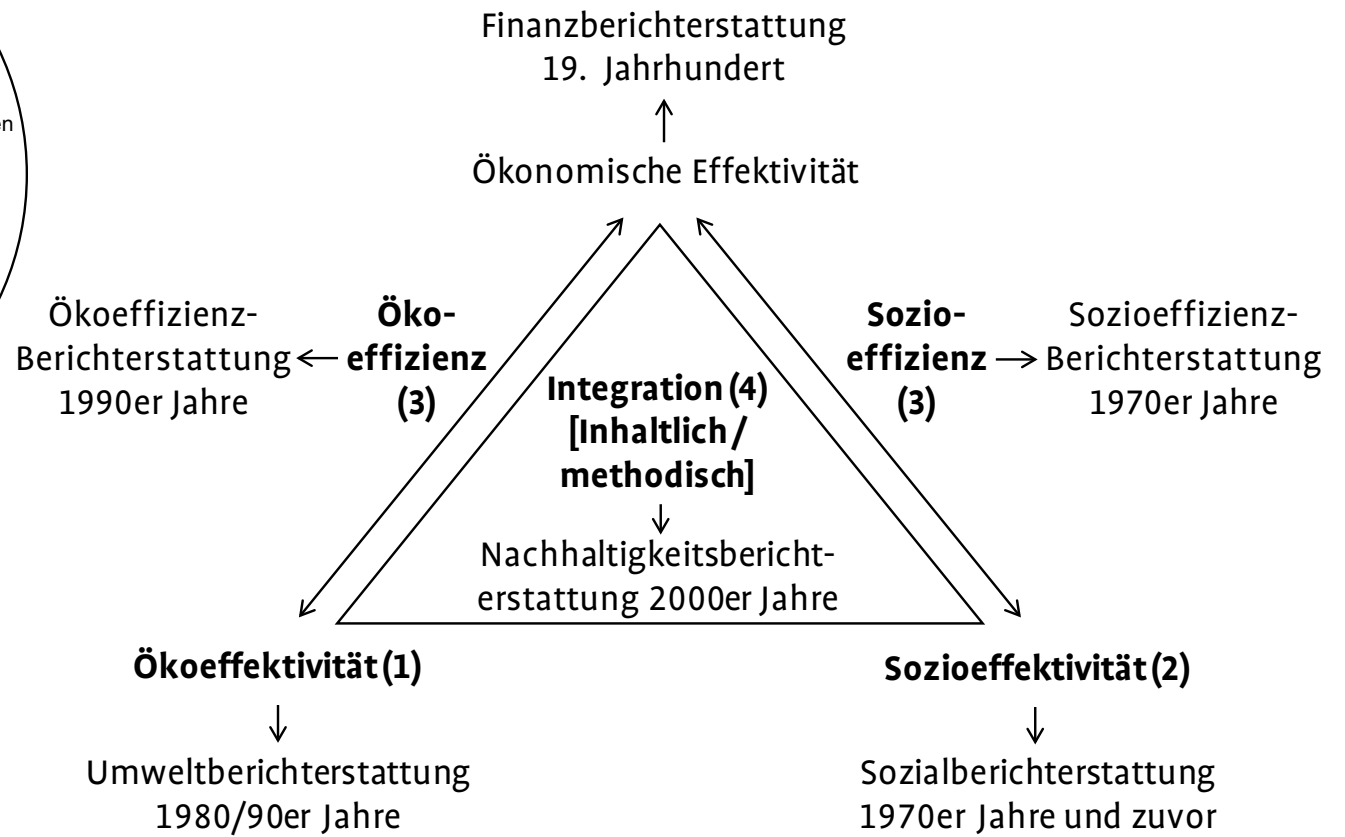 Finanzberichterstattung
19. Jahrhundert
en
Ökonomische Effektivität
Ökoeffizienz-
Berichterstattung
1990er Jahre
Öko-
effizienz
(3)
Integration (4)
[Inhaltlich/
methodisch]
Nachhaltigkeitsbericht-
erstattung 2000er Jahre
Sozio-
effizienz
(3)
Sozioeffizienz-
Berichterstattung
1970er Jahre
Ökoeffektivität (1)
Umweltberichterstattung
1980/90er Jahre
Sozioeffektivität (2)
Sozialberichterstattung
1970er Jahre und zuvor